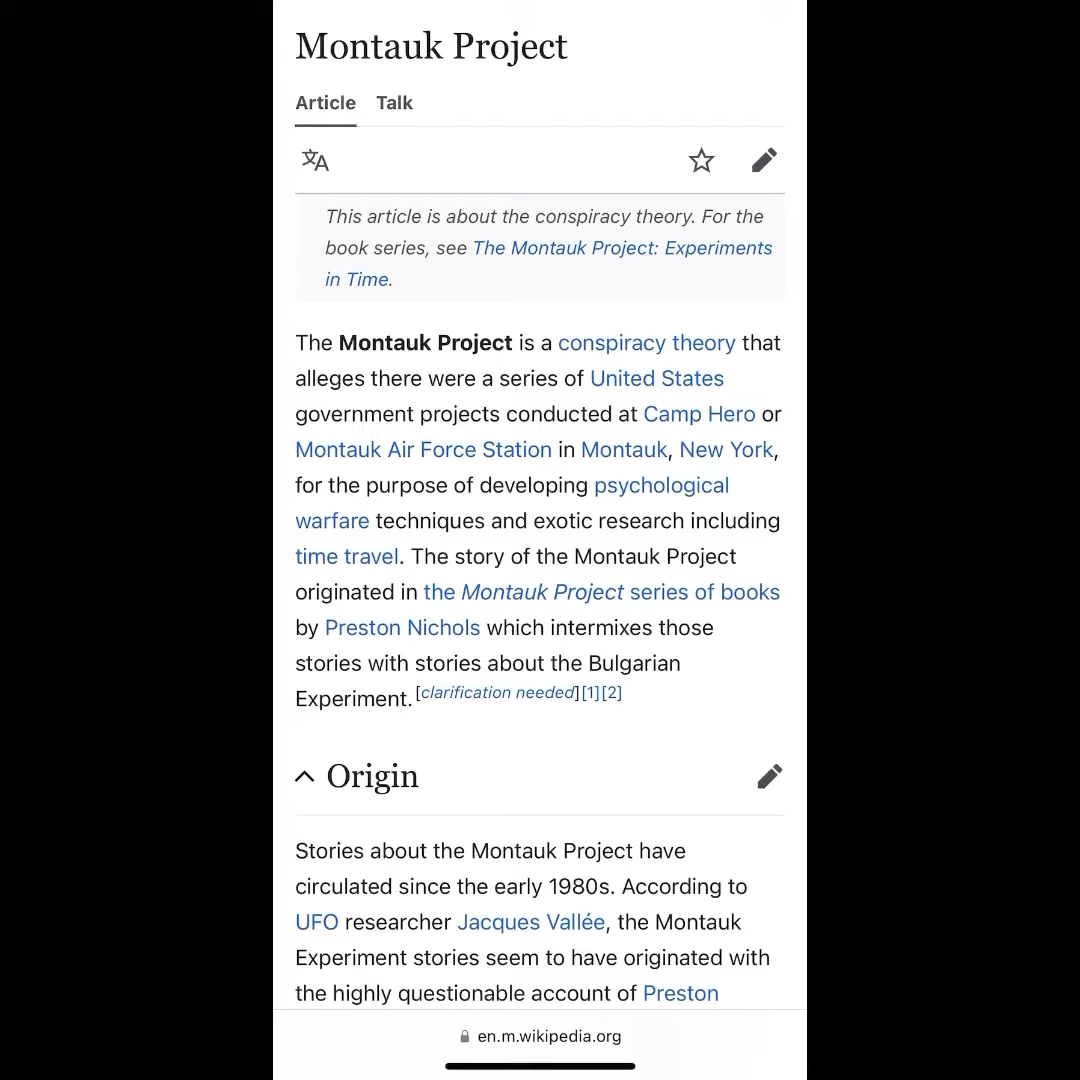 Montauk Project
Article Talk
This article is about the conspiracy theory. For the
book series, see The Montauk Project: Experiments
in Time.
The Montauk Project is a conspiracy theory that
alleges there were a series of United States
government projects conducted at Camp Hero or
Montauk Air Force Station in Montauk, New York,
for the purpose of developing psychological
warfare techniques and exotic research including
time travel. The story of the Montauk Project
originated in the Montauk Project series of books
by Preston Nichols which intermixes those
stories with stories about the Bulgarian
Experiment.[clarification needed][1][2]
Origin
Stories about the Montauk Project have
circulated since the early 1980s. According to
UFO researcher Jacques Vallée, the Montauk
Experiment stories seem to have originated with
the highly questionable account of Preston
en.m.wikipedia.org